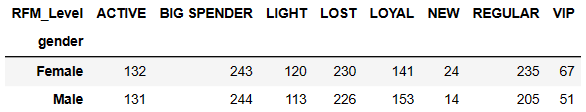 RFM_Level ACTIVE BIG SPENDER LIGHT LOST LOYAL NEW REGULAR VIP
gender
Female 132 243 120 230 141 24 235 67
Male 131 244 113 226 153 14 205 51